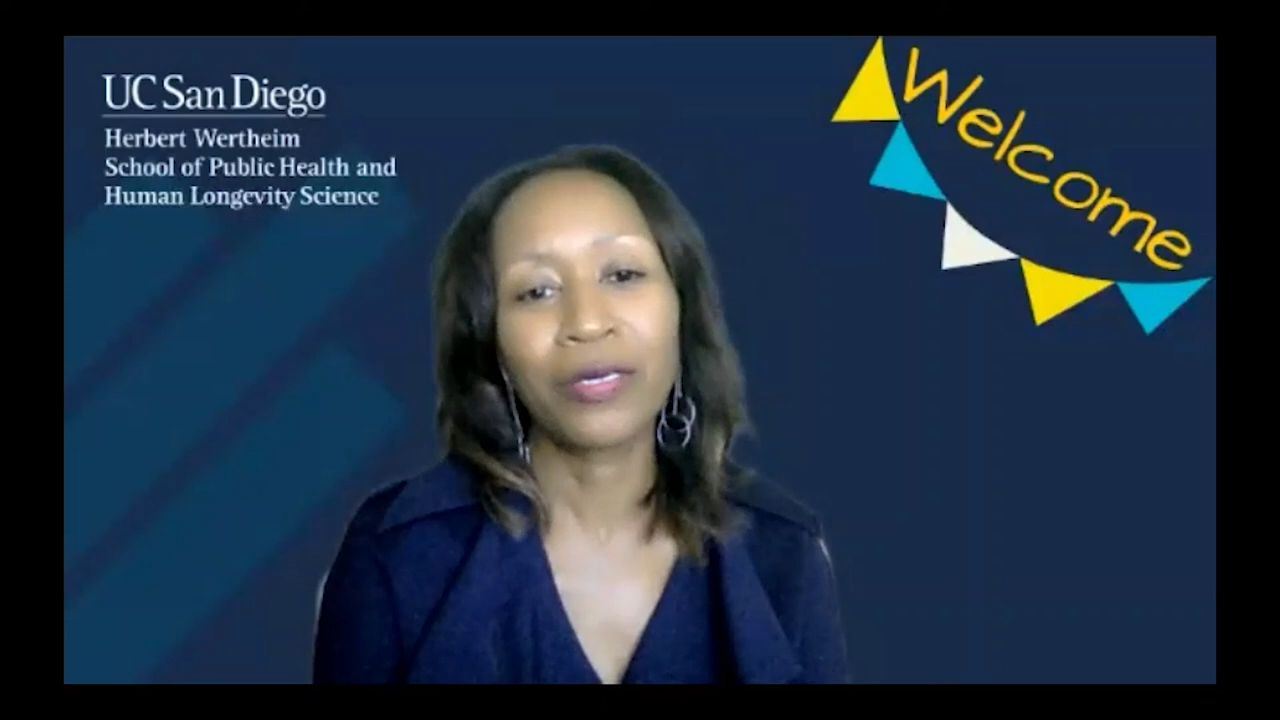 UC San Diego
Herbert Wertheim
School of Public Health and
Human Longevity Science
Welcome